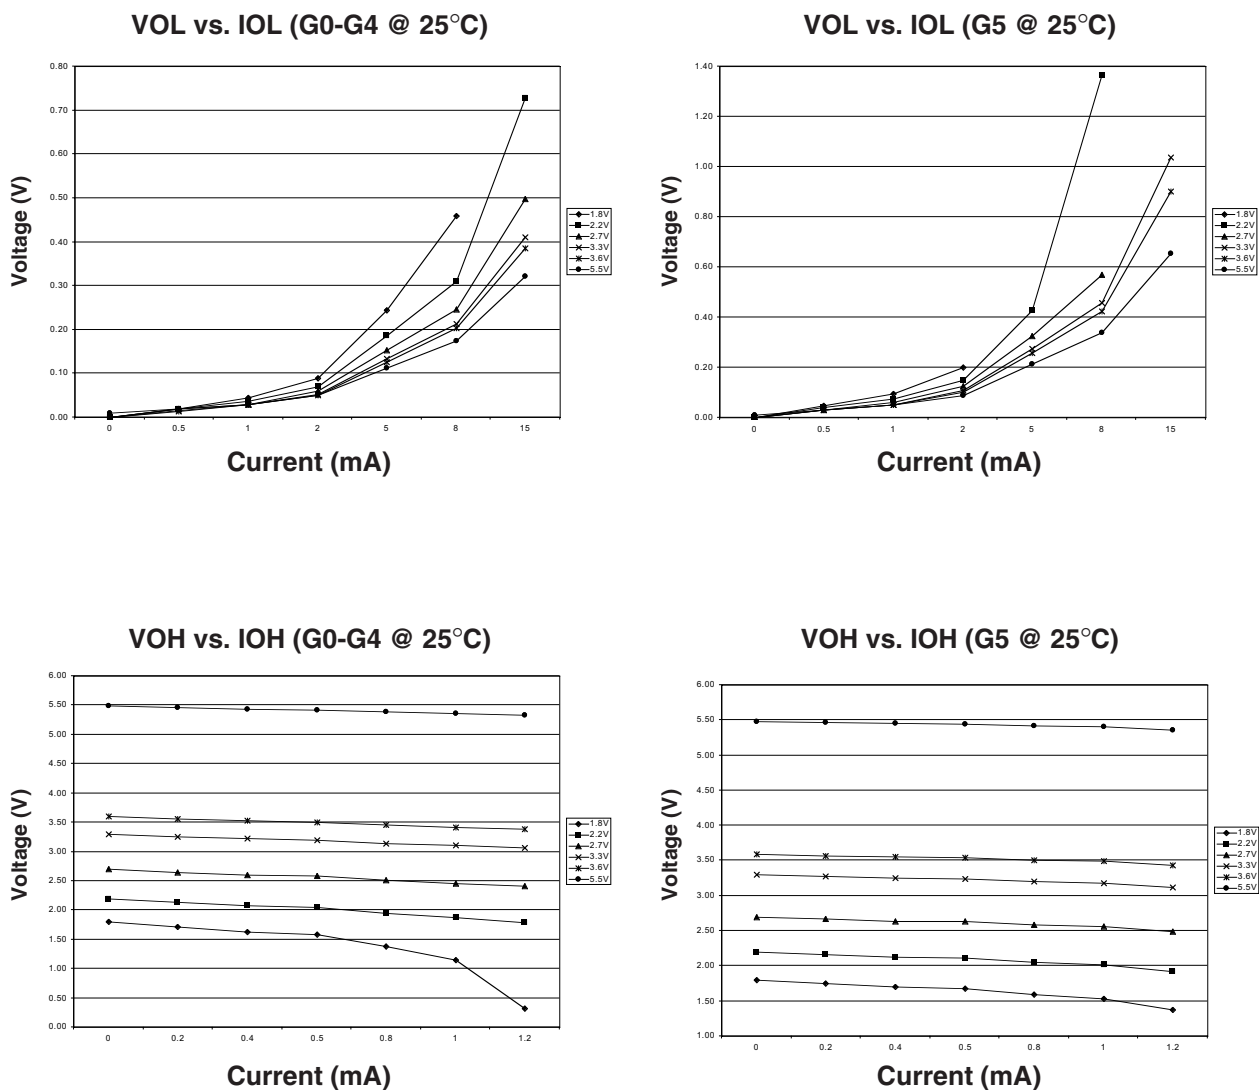 VOL vs. IOL (G0-G4 @ 25°C)
0.80
0.70
0.60
0.50
0.40
0.30
0.20
0.10
0.00
Voltage (V)
0 0.5 1 2 5 8 15
Current (mA)
1.8V
2.2V
2.7V
3.3V
3.6V
5.5V
VOL vs. IOL (G5 @ 25°C)
1.40
1.20
1.00
0.80
0.60
0.40
0.20
0.00
Voltage (V)
0 0.5 1 2 5 8 15
Current (mA)
1.8V
2.2V
2.7V
3.3V
3.6V
5.5V
VOH vs. IOH (G0-G4 @ 25°C)
6.00
5.50
5.00
4.50
4.00
3.50
3.00
2.50
2.00
1.50
1.00
0.50
0.00
Voltage (V)
0 0.2 0.4 0.5 0.8 1 1.2
Current (mA)
1.8V
2.2V
2.7V
3.3V
3.6V
5.5V
VOH vs. IOH (G5 @ 25°C)
6.00
5.50
5.00
4.50
4.00
3.50
3.00
2.50
2.00
1.50
1.00
Voltage (V)
0 0.2 0.4 0.5 0.8 1 1.2
Current (mA)
1.8V
2.2V
2.7V
3.3V
3.6V
5.5V